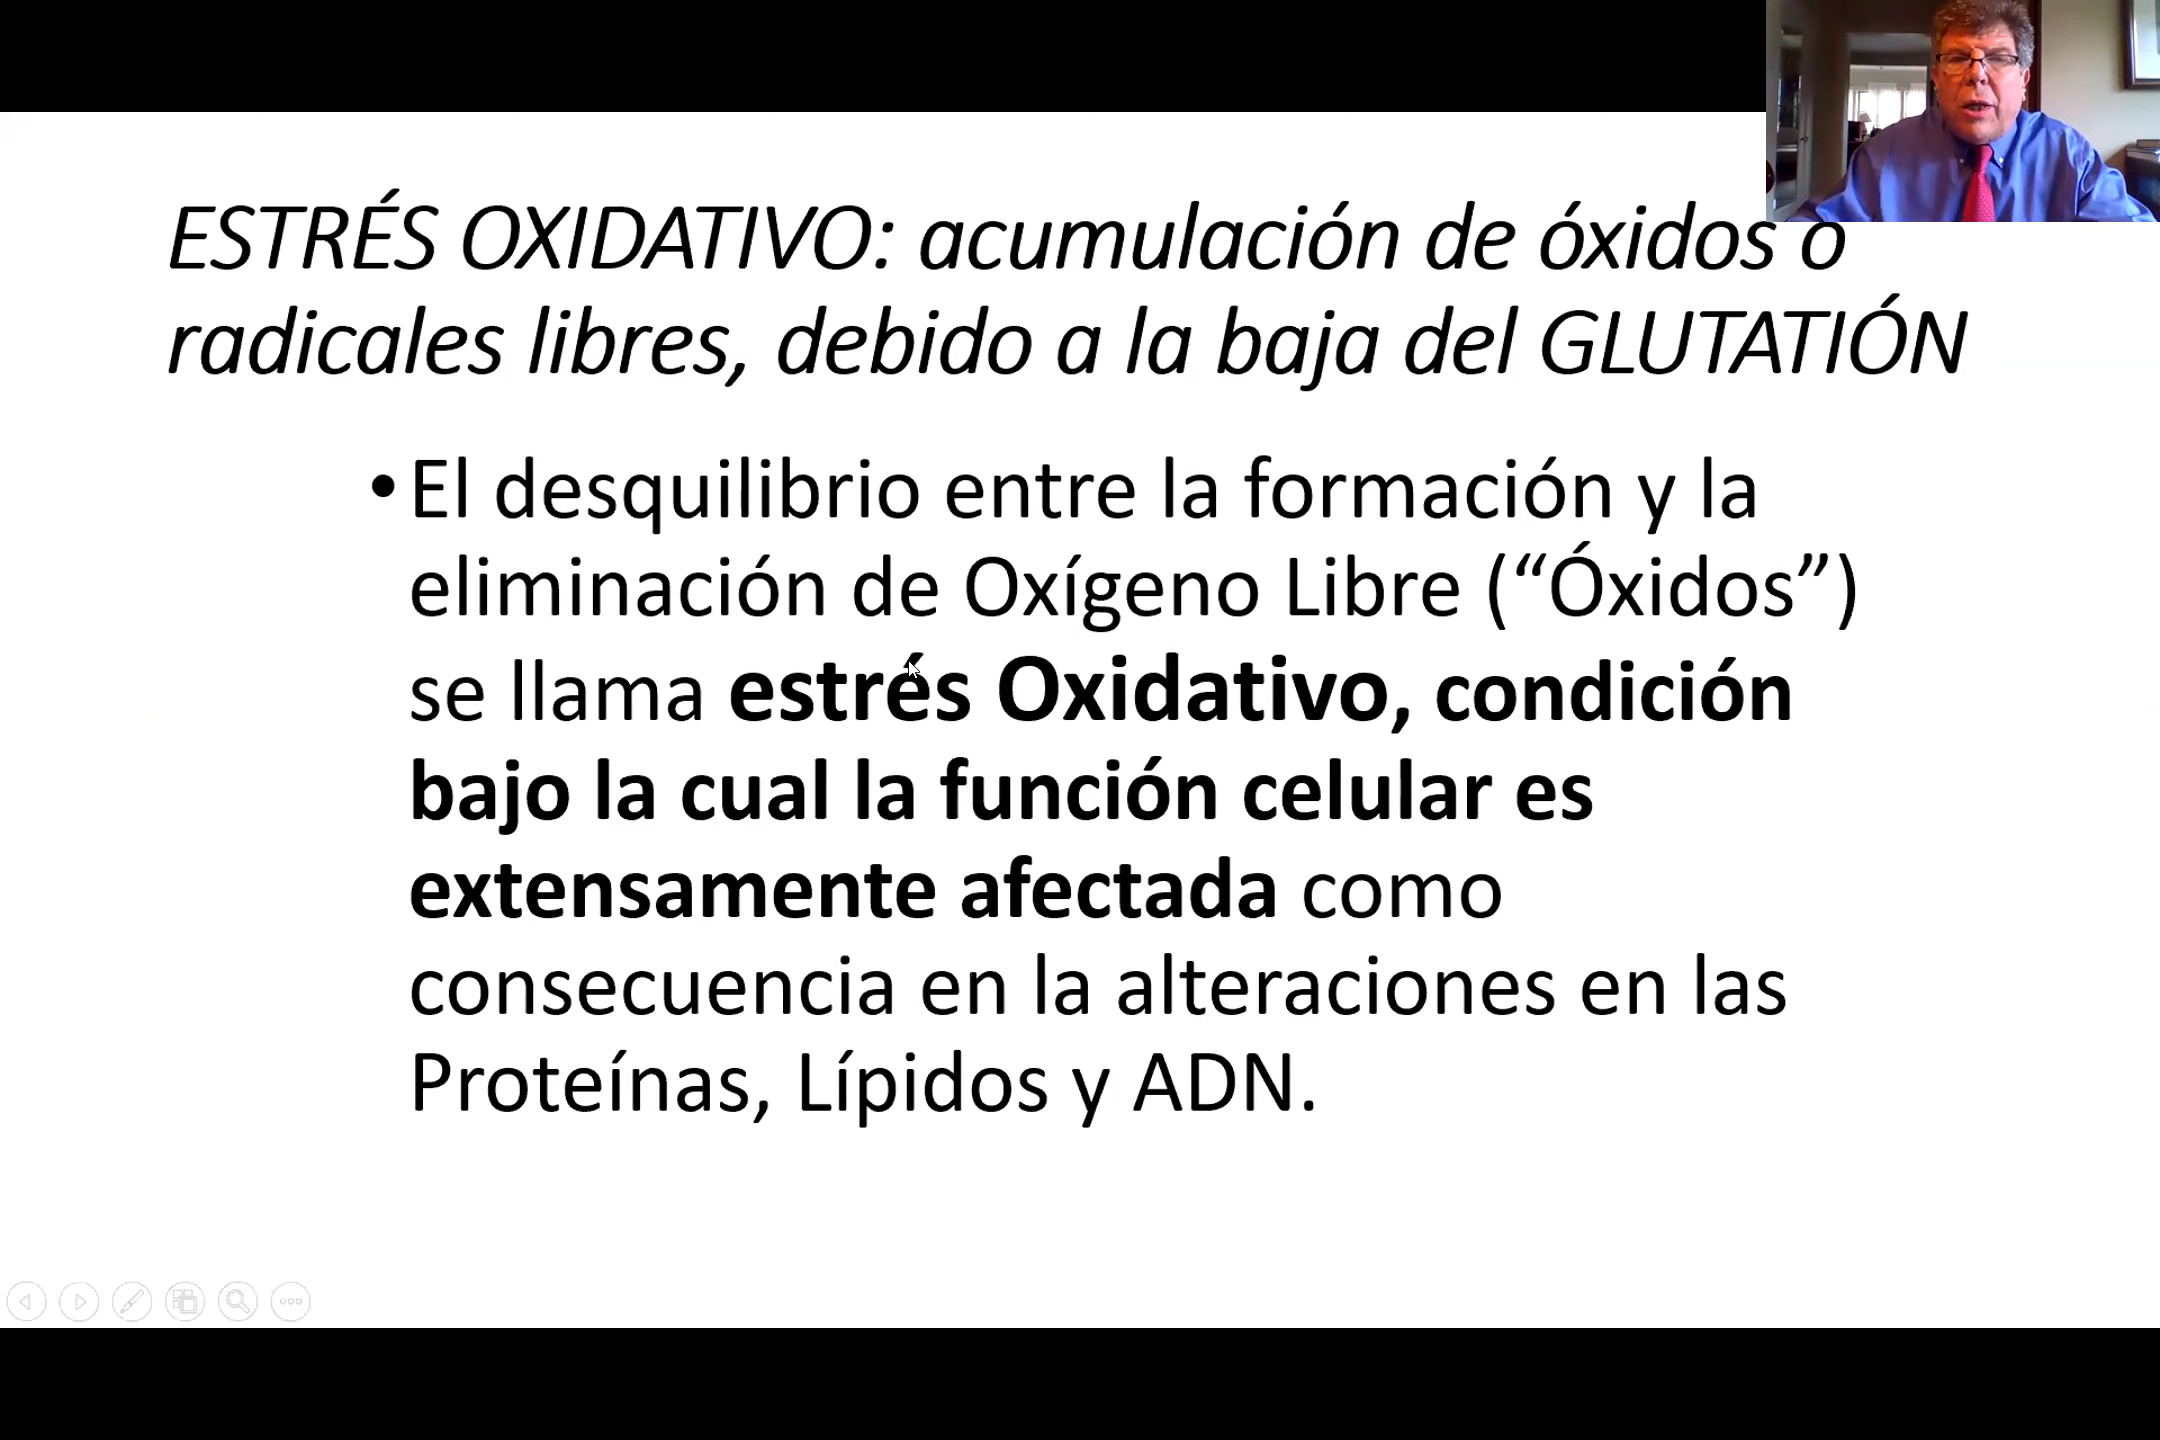 ESTRÉS OXIDATIVO: acumulación de óxidos o
radicales libres, debido a la baja del GLUTATIÓN
•El desquilibrio entre la formación y la
eliminación de Oxígeno Libre (“Óxidos”)
se llama estrés Oxidativo, condición
bajo la cual la función celular es
extensamente afectada como
consecuencia en la alteraciones en las
Proteínas, Lípidos y ADN.